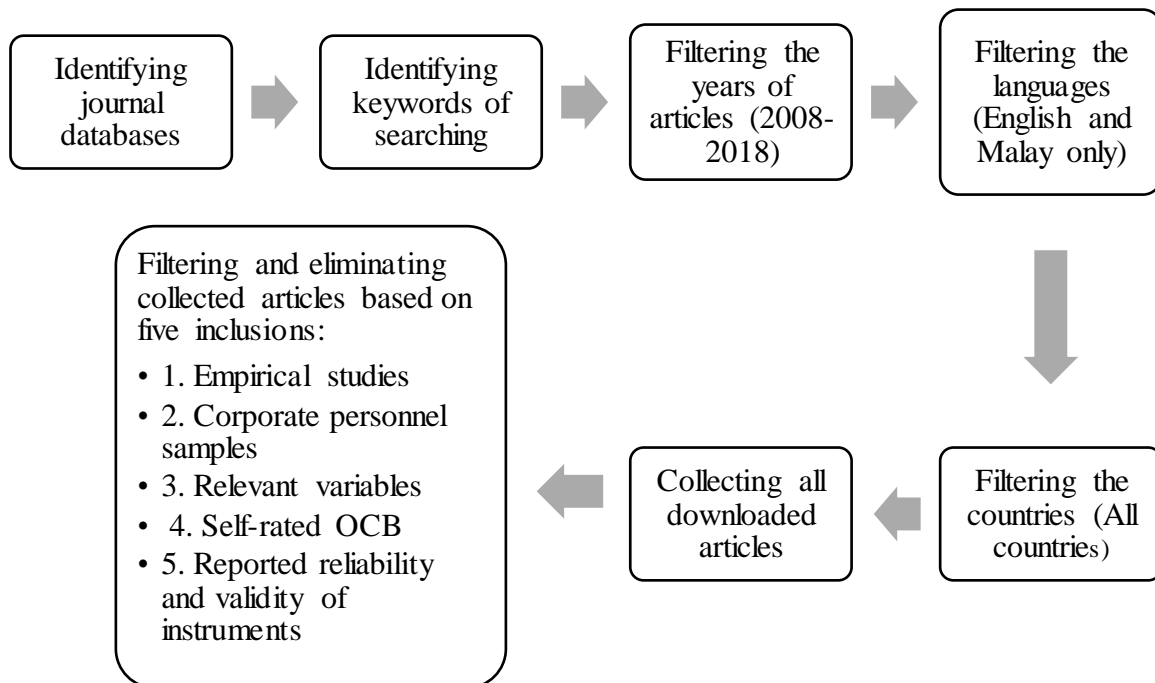 Identifying
journal
databases
Identifying
keywords of
searching
Filtering the
years of
articles (2008-
2018)
Filtering the
languages
(English and
Malay only)
Filtering the
countries (All
countries)
Collecting all
downloaded
articles
Filtering and eliminating
collected articles based on
five inclusions:
• 1. Empirical studies
• 2. Corporate personnel
samples
• 3. Relevant variables
• 4. Self-rated OCB
• 5. Reported reliability
and validity of
instruments